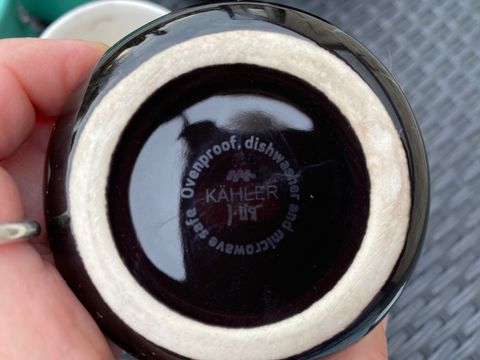 Ovenproof, dishwasher and microwave safe
KÄHLER